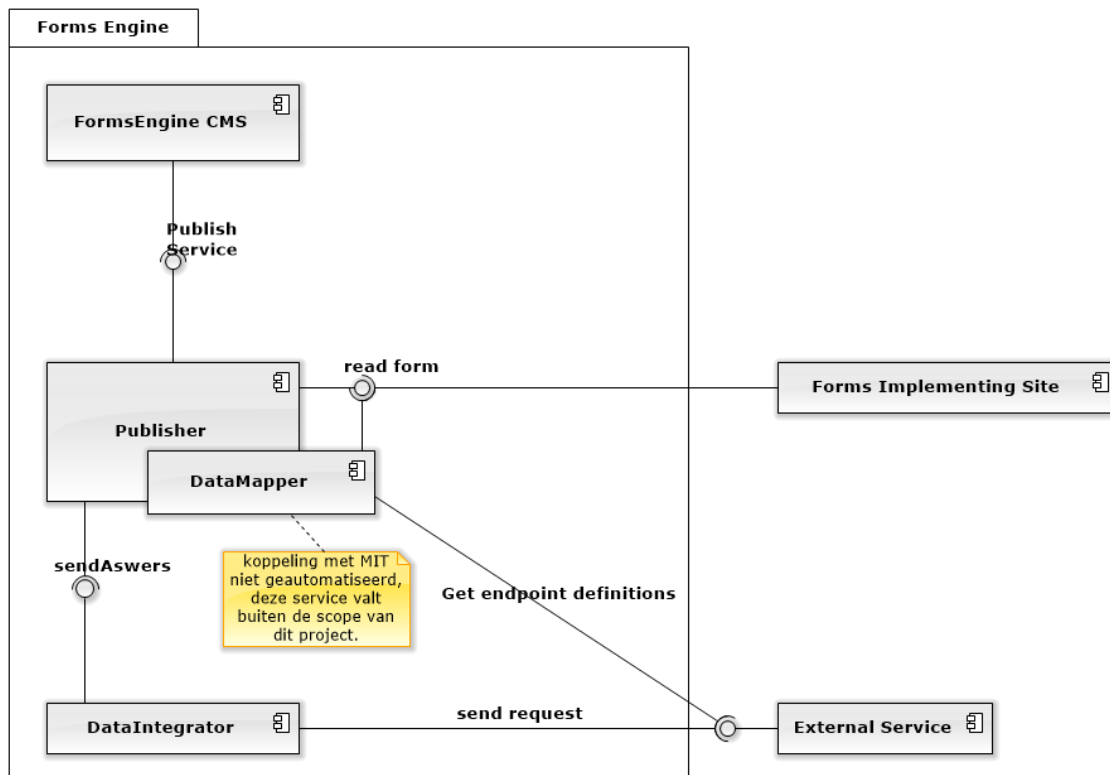 Forms Engine
FormsEngine CMS
Publish
Service
read form
Forms Implementing Site
Publisher
DataMapper
sendAswers
koppeling met MIT
niet geautomatiseerd,
deze service valt
buiten de scope van
dit project.
Get endpoint definitions
send request
DataIntegrator
External Service